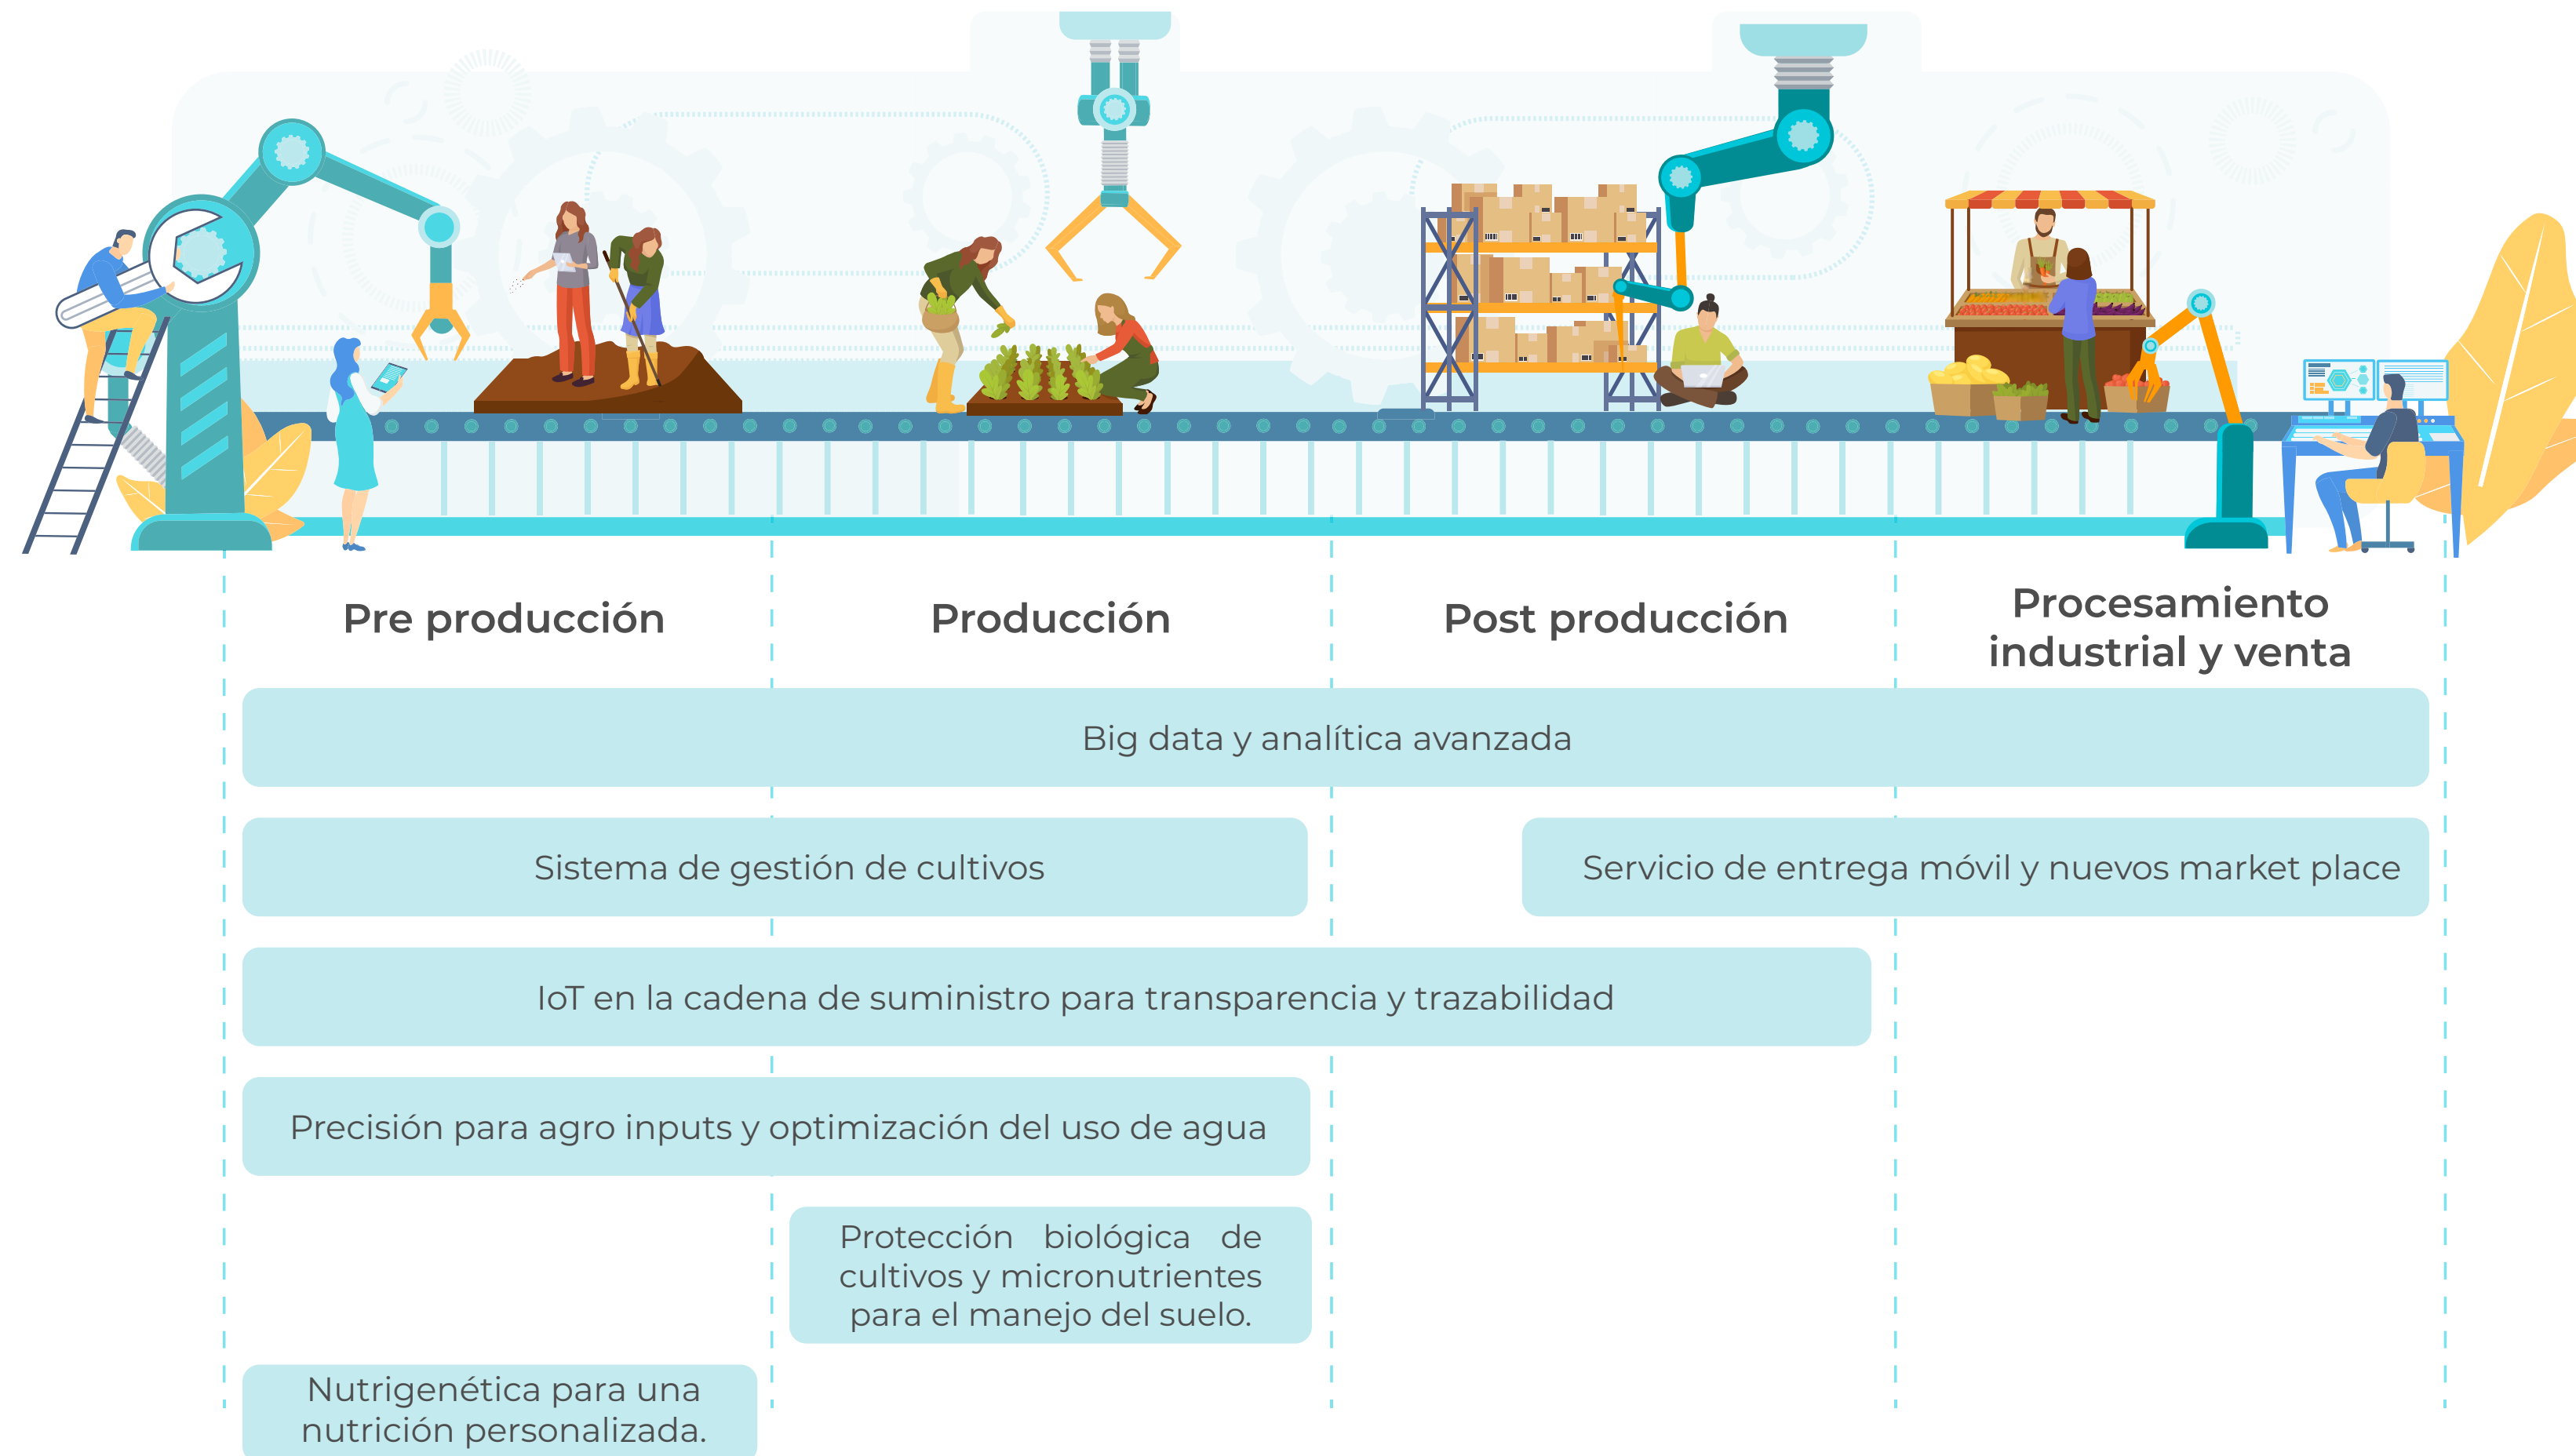 Pre producción
Producción
Post producción
Procesamiento
industrial y venta
Big data y analítica avanzada
Sistema de gestión de cultivos
Servicio de entrega móvil y nuevos market place
IoT en la cadena de suministro para transparencia y trazabilidad
Precisión para agro inputs y optimización del uso de agua
Protección biológica de
cultivos y micronutrientes
para el manejo del suelo.
Nutrigenética para una
nutrición personalizada.